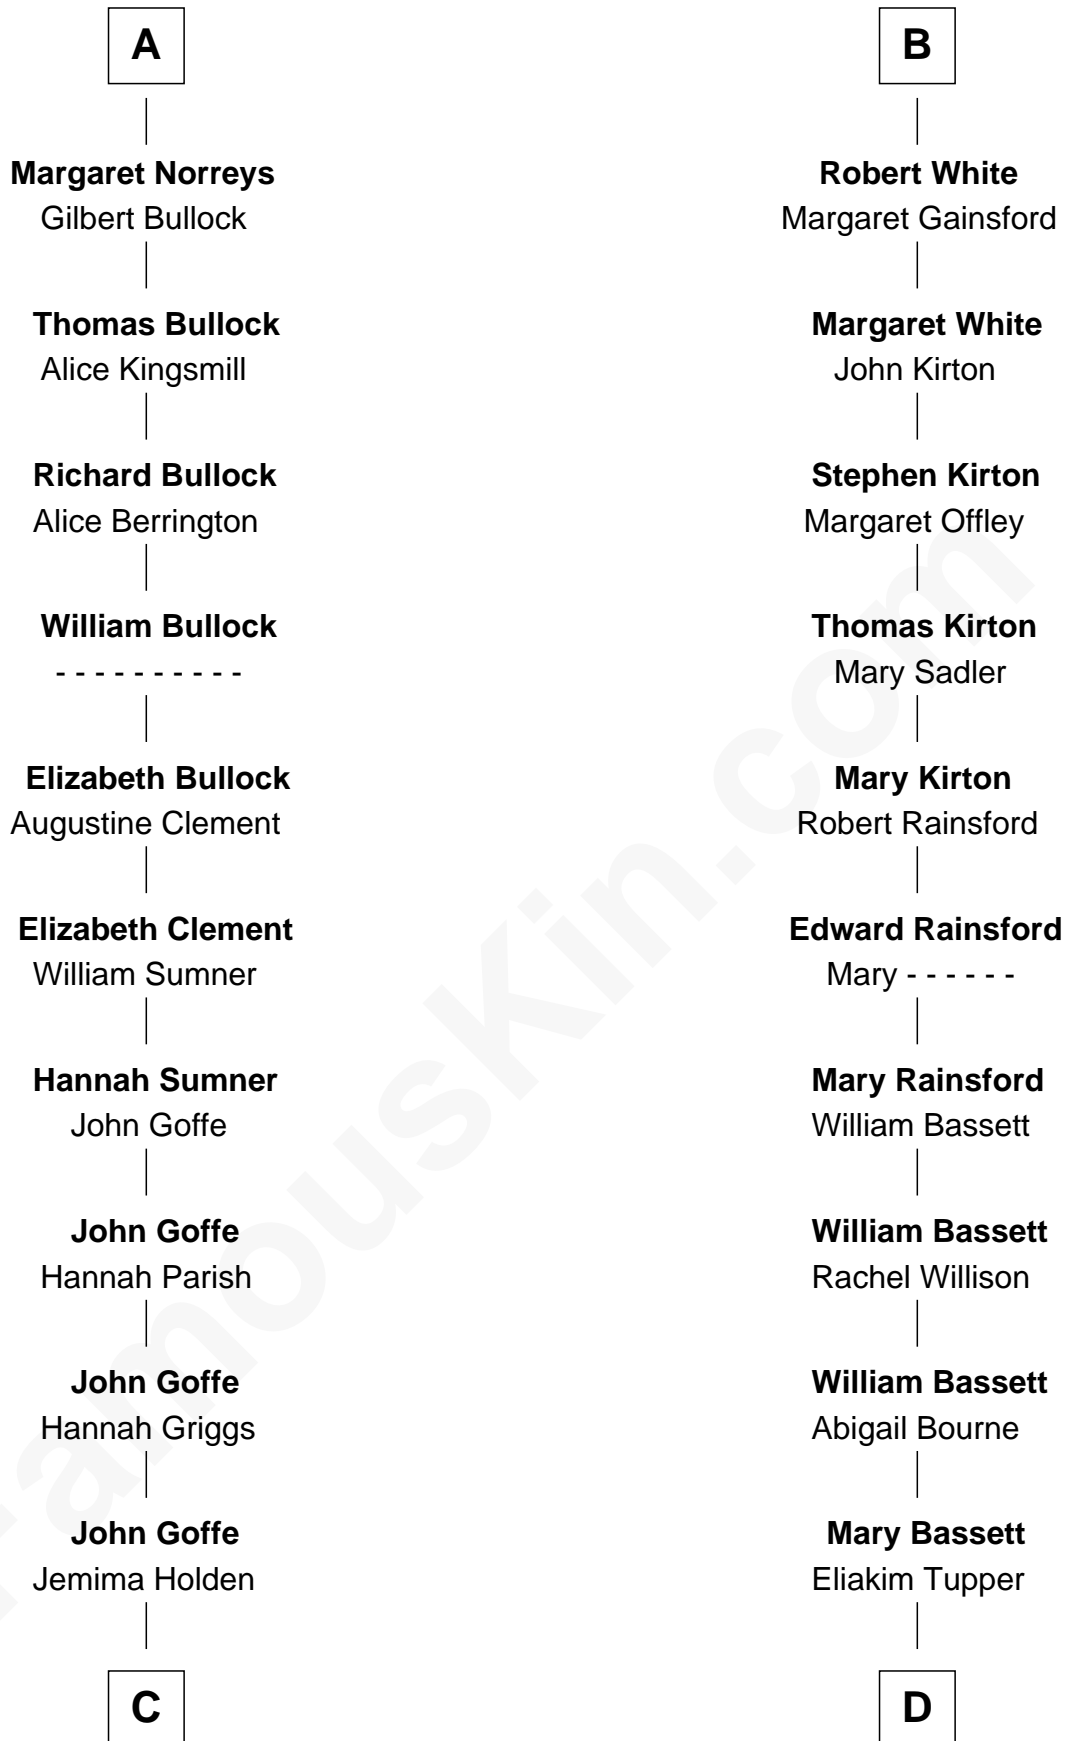 A
Margaret Norreys
Gilbert Bullock
Thomas Bullock
Alice Kingsmill
Richard Bullock
Alice Berrington
William Bullock
- - - - - - - - - -
Elizabeth Bullock
Augustine Clement
Elizabeth Clement
William Sumner
Hannah Sumner
John Goffe
John Goffe
Hannah Parish
John Goffe
Hannah Griggs
John Goffe
Jemima Holden
C
B
Robert White
Margaret Gainsford
Margaret White
John Kirton
Stephen Kirton
Margaret Offley
Thomas Kirton
Mary Sadler
Mary Kirton
Robert Rainsford
Edward Rainsford
Mary - - - - - -
Mary Rainsford
William Bassett
William Bassett
Rachel Willison
William Bassett
Abigail Bourne
Mary Bassett
Eliakim Tupper
D
FamousKin.com